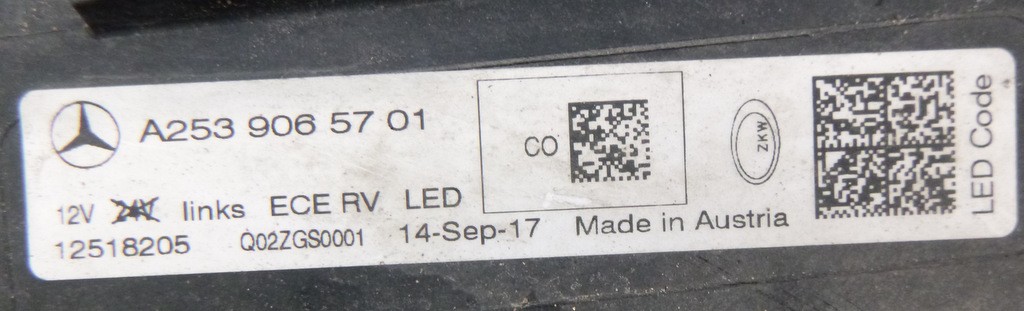 A253 906 57 01
CO
ZKW
LED Code
12V 24V links ECE RV LED
12518205 Q02ZGS0001 14-Sep-17 Made in Austria